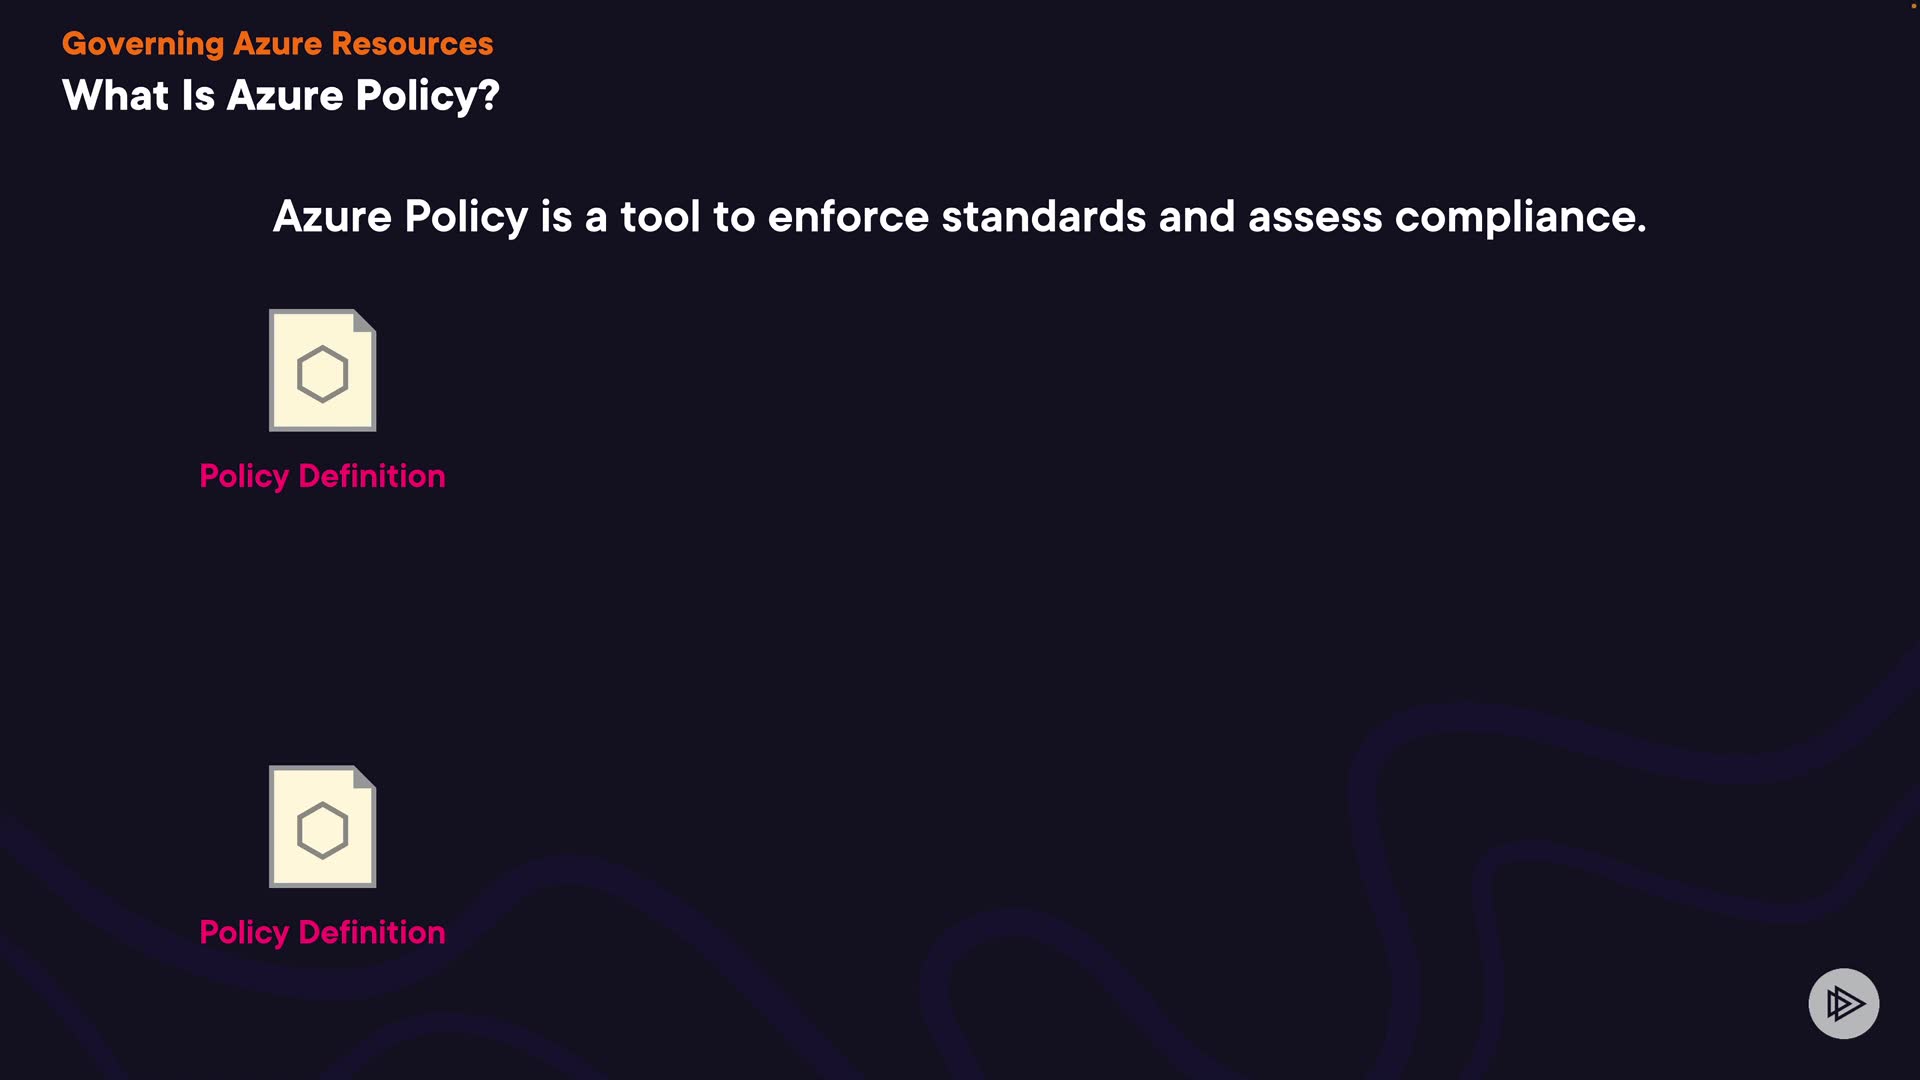 Governing Azure Resources
What Is Azure Policy?
Azure Policy is a tool to enforce standards and assess compliance.
Policy Definition
Policy Definition